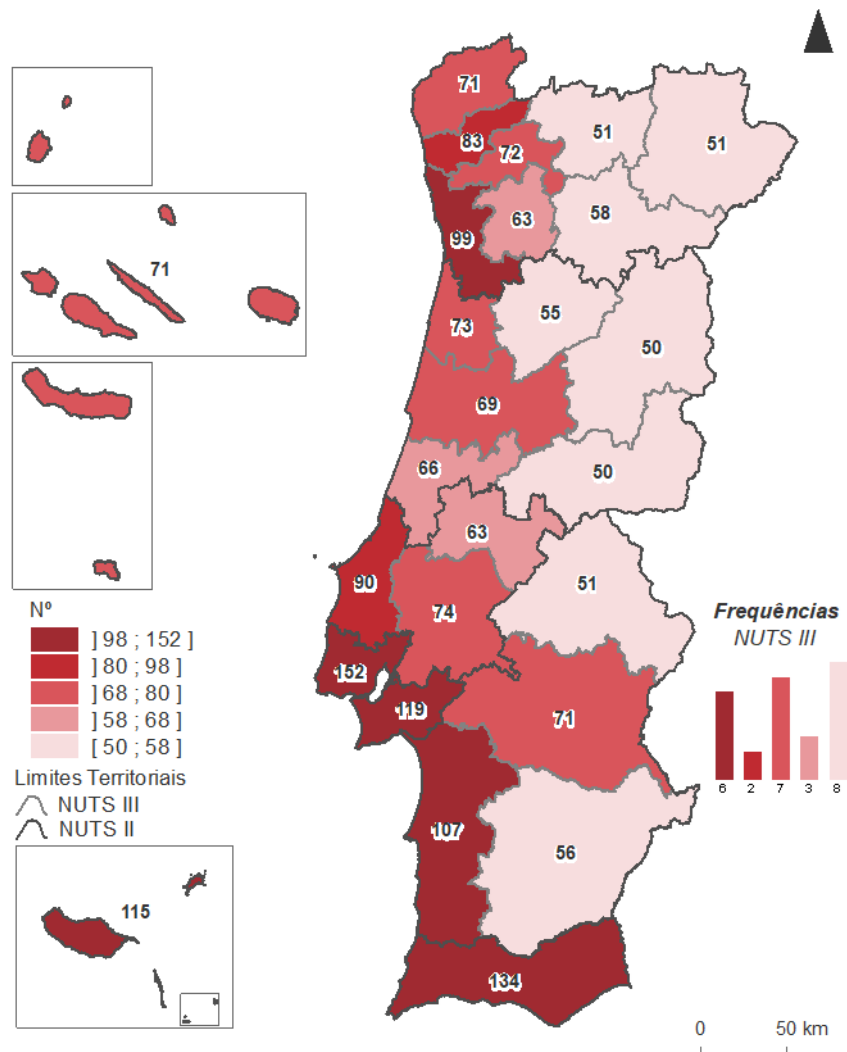 71
83
72
51
51
63
58
99
71
73
55
50
69
66
50
63
90
74
51
152
119
71
107
56
134
115
Nº
] 98 ; 152 ]
] 80 ; 98 ]
] 68 ; 80 ]
] 58 ; 68 ]
[ 50 ; 58 ]
Limites Territoriais
NUTS III
NUTS II
Frequências
NUTS III
6 2 7 3 8
0 50 km